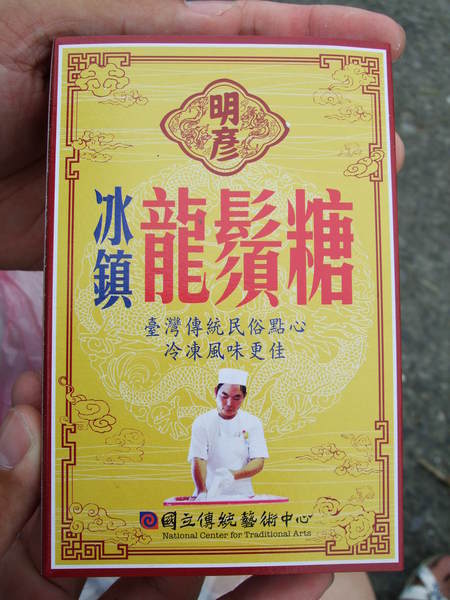 明彦
冰鎮
龍鬚糖
臺灣傳統民俗點心
冷凍風味更佳
國立傳統藝術中心
National Center for Traditional Arts